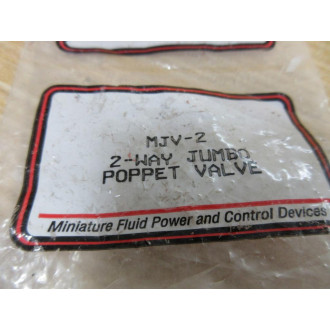 MJV-2
2-WAY JUMBO
POPPET VALVE
Miniature Fluid Power and Control Devices